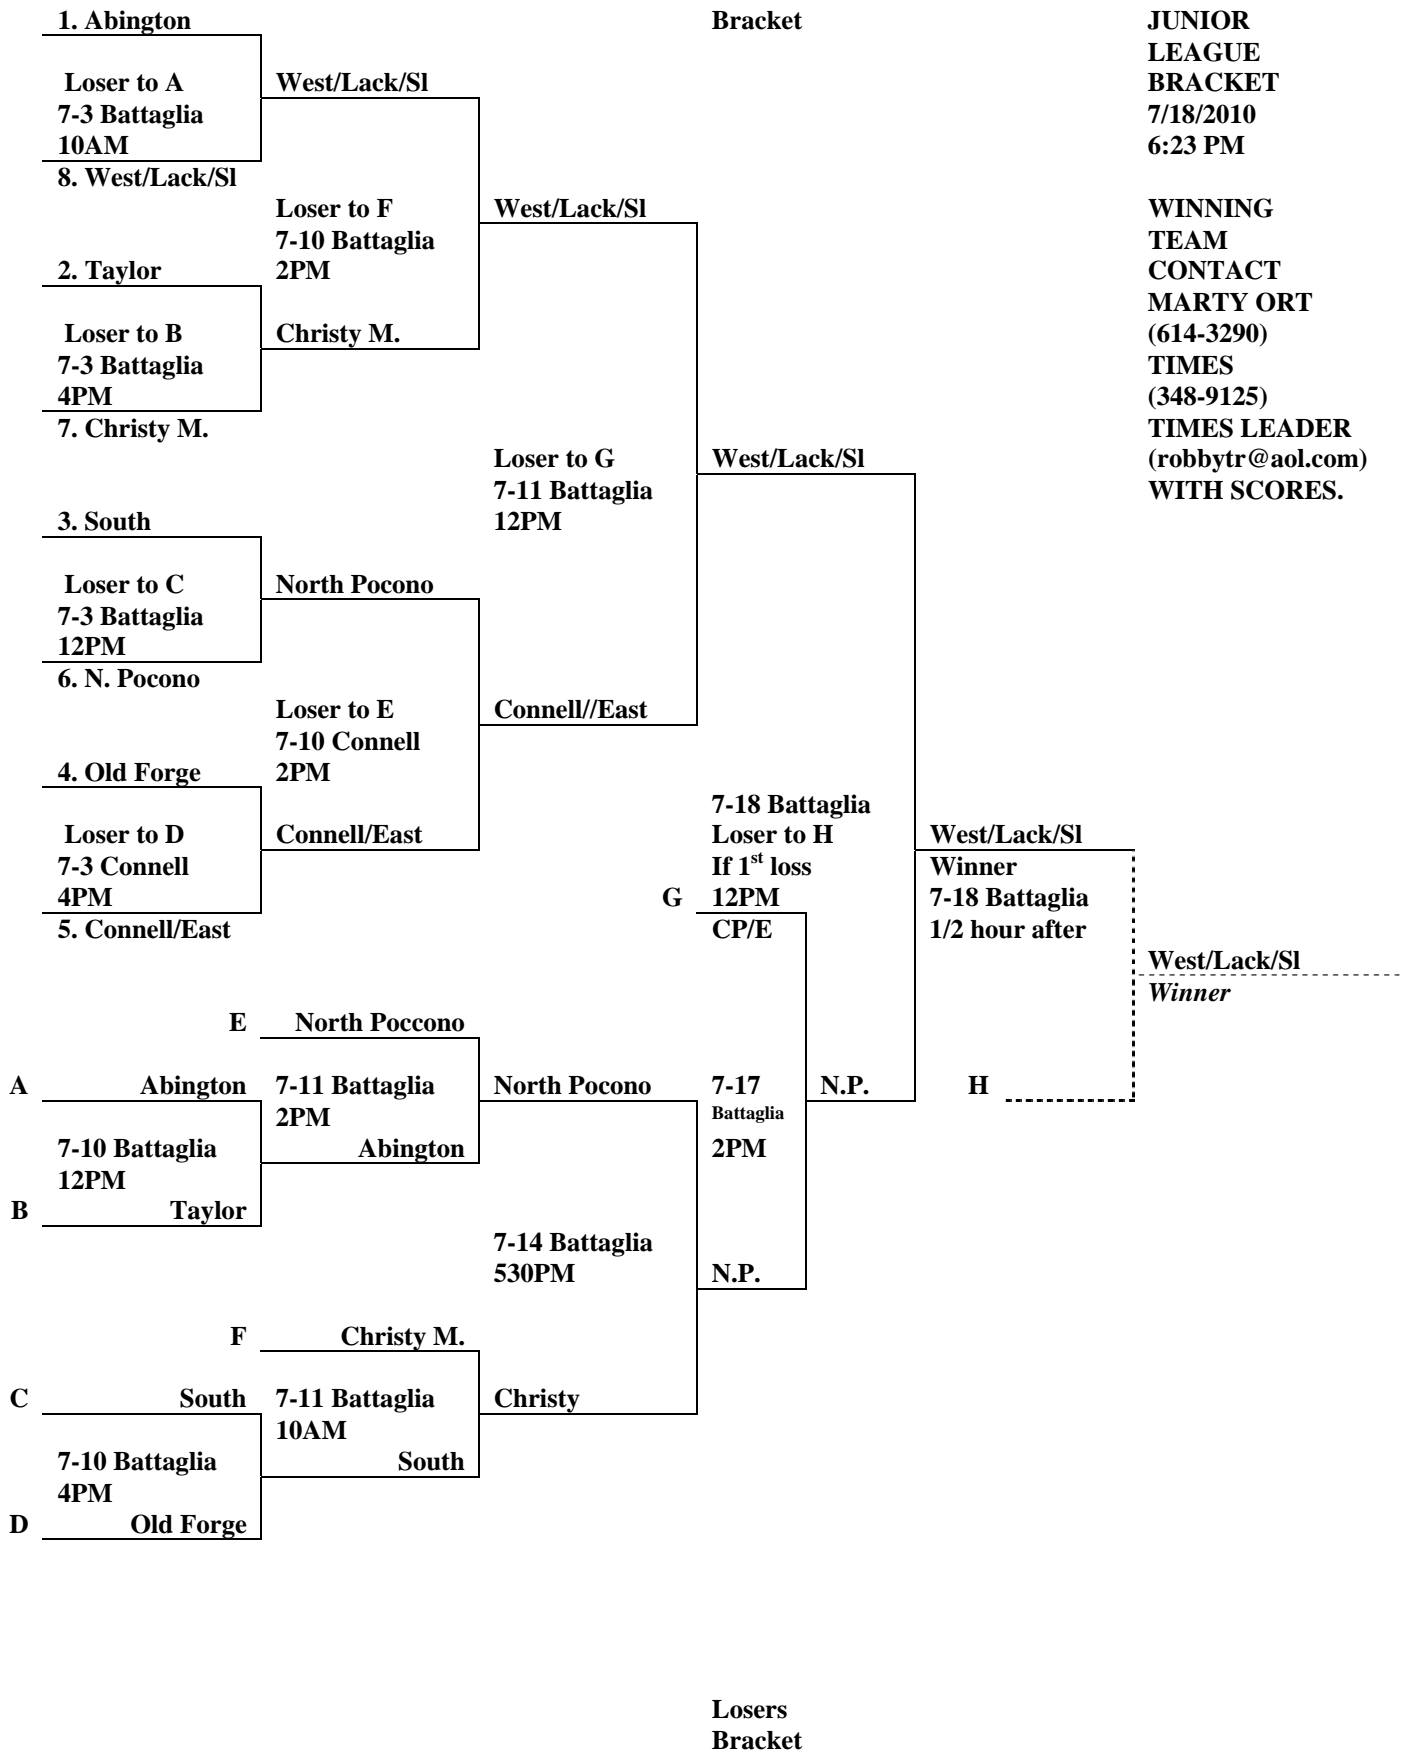 1. Abington
Loser to A
7-3 Battaglia
10AM
8. West/Lack/Sl
2. Taylor
Loser to B
7-3 Battaglia
4PM
7. Christy M.
3. South
Loser to C
7-3 Battaglia
12PM
6. N. Pocono
4. Old Forge
Loser to D
7-3 Connell
4PM
5. Connell/East
West/Lack/Sl
Loser to F
7-10 Battaglia
2PM
Christy M.
North Pocono
Loser to E
7-10 Connell
2PM
Connell/East
West/Lack/Sl
Loser to G
7-11 Battaglia
12PM
Connell//East
Bracket
West/Lack/Sl
7-18 Battaglia
Loser to H
If 1st loss
12PM
G
CP/E
West/Lack/Sl
Winner
7-18 Battaglia
1/2 hour after
West/Lack/Sl
Winner
JUNIOR
LEAGUE
BRACKET
7/18/2010
6:23 PM
WINNING
TEAM
CONTACT
MARTY ORT
(614-3290)
TIMES
(348-9125)
TIMES LEADER
(robbytr@aol.com)
WITH SCORES.
E North Poccono
A Abington
7-10 Battaglia
12PM
B Taylor
7-11 Battaglia
2PM
Abington
North Pocono
7-14 Battaglia
530PM
7-17
Battaglia
2PM
N.P.
H
N.P.
F Christy M.
C South
7-10 Battaglia
4PM
D Old Forge
7-11 Battaglia
10AM
South
Christy
Losers
Bracket